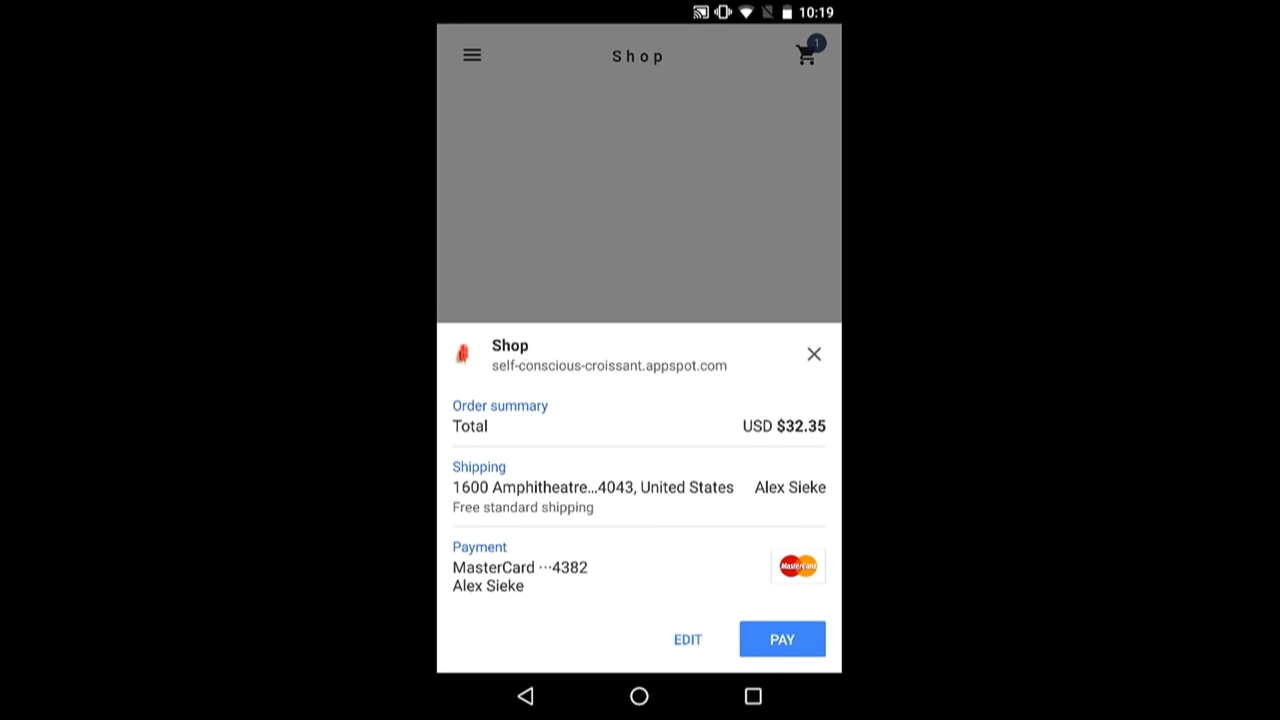 10:19
Shop
1
Shop
self-conscious-croissant.appspot.com
Order summary
Total USD $32.35
Shipping
1600 Amphitheatre...4043, United States Alex Sieke
Free standard shipping
Payment
MasterCard ···4382
MasterCard
Alex Sieke
EDIT PAY